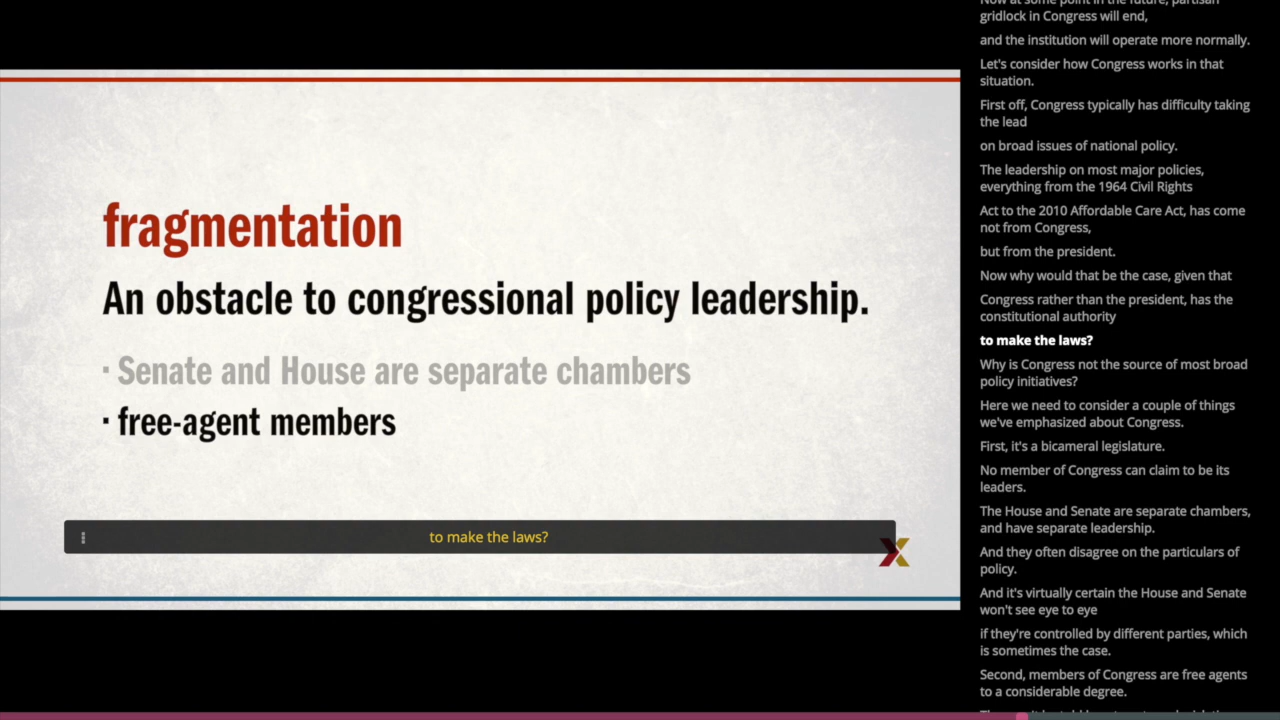 fragmentation
An obstacle to congressional policy leadership.
· Senate and House are separate chambers
· free-agent members
to make the laws?
Now at some point in the future, partisan
gridlock in Congress will end,
and the institution will operate more normally.
Let's consider how Congress works in that
situation.
First off, Congress typically has difficulty taking
the lead
on broad issues of national policy.
The leadership on most major policies,
everything from the 1964 Civil Rights
Act to the 2010 Affordable Care Act, has come
not from Congress,
but from the president.
Now why would that be the case, given that
Congress rather than the president, has the
constitutional authority
to make the laws?
Why is Congress not the source of most broad
policy initiatives?
Here we need to consider a couple of things
we've emphasized about Congress.
First, it's a bicameral legislature.
No member of Congress can claim to be its
leaders.
The House and Senate are separate chambers,
and have separate leadership.
And they often disagree on the particulars of
policy.
And it's virtually certain the House and Senate
won't see eye to eye
if they're controlled by different parties, which
is sometimes the case.
Second, members of Congress are free agents
to a considerable degree.